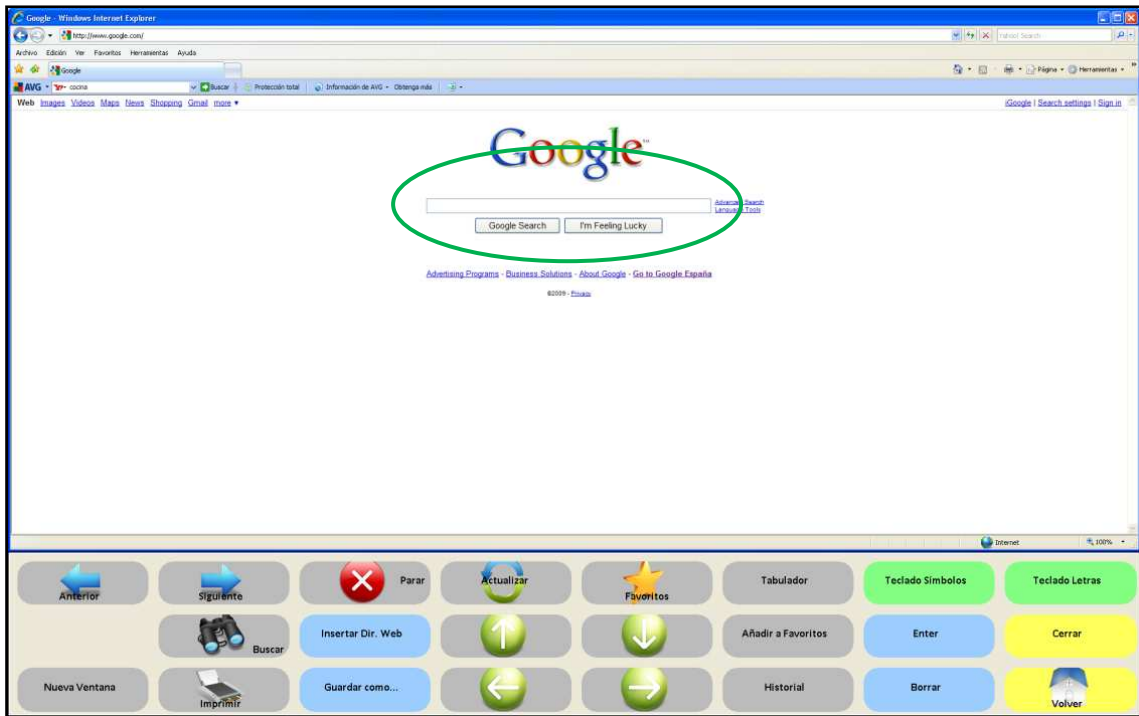 Google - Windows Internet Explorer
http://www.google.com/
Yahoo! Search
Archivo Edición Ver Favoritos Herramientas Ayuda
Google
Página Herramientas
AVG cocina Buscar Protección total Información de AVG Obtenga más
Web Images Videos Maps News Shopping Gmail more ▼
iGoogle | Search settings | Sign in
Google™
Advanced Search
Language Tools
Google Search I'm Feeling Lucky
Advertising Programs - Business Solutions - About Google - Go to Google España
©2009 - Privacy
Internet 100%
Anterior Siguiente Parar Actualizar Favoritos Tabulador Teclado Simbolos Teclado Letras
Buscar Insertar Dir. Web Añadir a Favoritos Enter Cerrar
Nueva Ventana Imprimir Guardar como... Historial Borrar Volver